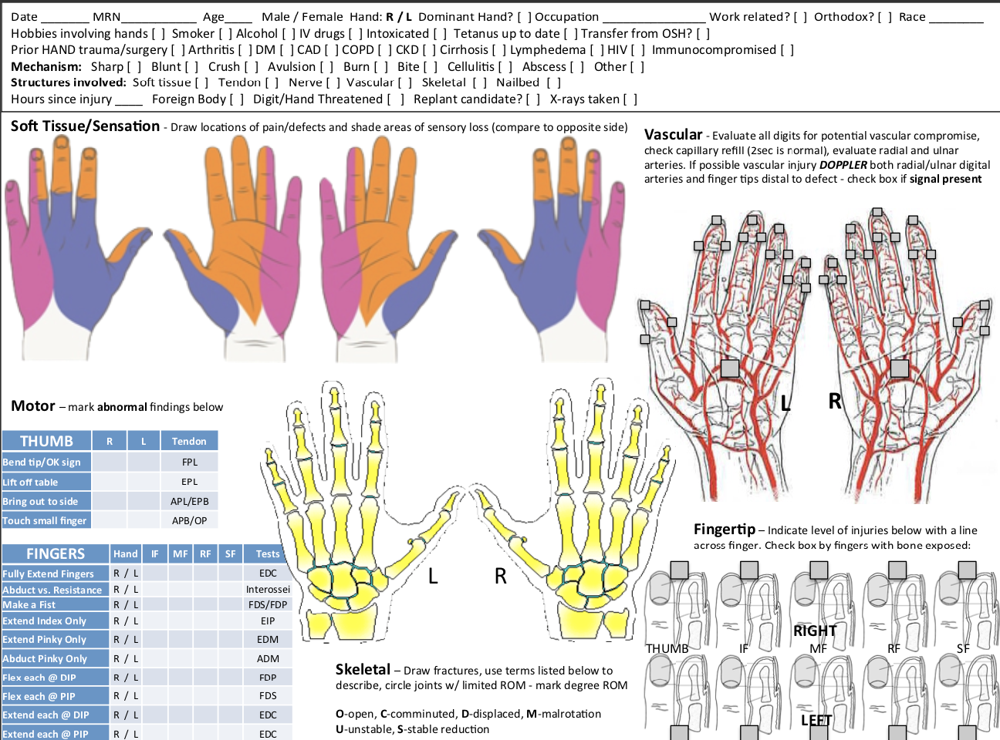 Date _______ MRN___________ Age____ Male / Female Hand: R / L Dominant Hand? [ ] Occupation _______________ Work related? [ ] Orthodox? [ ] Race ________
Hobbies involving hands [ ] Smoker [ ] Alcohol [ ] IV drugs [ ] Intoxicated [ ] Tetanus up to date [ ] Transfer from OSH? [ ]
Prior HAND trauma/surgery [ ] Arthritis [ ] DM [ ] CAD [ ] COPD [ ] CKD [ ] Cirrhosis [ ] Lymphedema [ ] HIV [ ] Immunocompromised [ ]
Mechanism: Sharp [ ] Blunt [ ] Crush [ ] Avulsion [ ] Burn [ ] Bite [ ] Cellulitis [ ] Abscess [ ] Other [ ]
Structures involved: Soft tissue [ ] Tendon [ ] Nerve [ ] Vascular [ ] Skeletal [ ] Nailbed [ ]
Hours since injury ____ Foreign Body [ ] Digit/Hand Threatened [ ] Replant candidate? [ ] X-rays taken [ ]
Soft Tissue/Sensation - Draw locations of pain/defects and shade areas of sensory loss (compare to opposite side)
Vascular - Evaluate all digits for potential vascular compromise,
check capillary refill (2sec is normal), evaluate radial and ulnar
arteries. If possible vascular injury DOPPLER both radial/ulnar digital
arteries and finger tips distal to defect - check box if signal present
L R
Motor – mark abnormal findings below
THUMB R L Tendon
Bend tip/OK sign FPL
Lift off table EPL
Bring out to side APL/EPB
Touch small finger APB/OP
FINGERS Hand IF MF RF SF Tests
Fully Extend Fingers R / L EDC
Abduct vs. Resistance R / L Interossei
Make a Fist R / L FDS/FDP
Extend Index Only R / L EIP
Extend Pinky Only R / L EDM
Abduct Pinky Only R / L ADM
Flex each @ DIP R / L FDP
Flex each @ PIP R / L FDS
Extend each @ DIP R / L EDC
Extend each @ PIP R / L EDC
L R
Skeletal – Draw fractures, use terms listed below to
describe, circle joints w/ limited ROM - mark degree ROM
O-open, C-comminuted, D-displaced, M-malrotation
U-unstable, S-stable reduction
Fingertip – Indicate level of injuries below with a line
across finger. Check box by fingers with bone exposed:
RIGHT
THUMB IF MF RF SF
LEFT